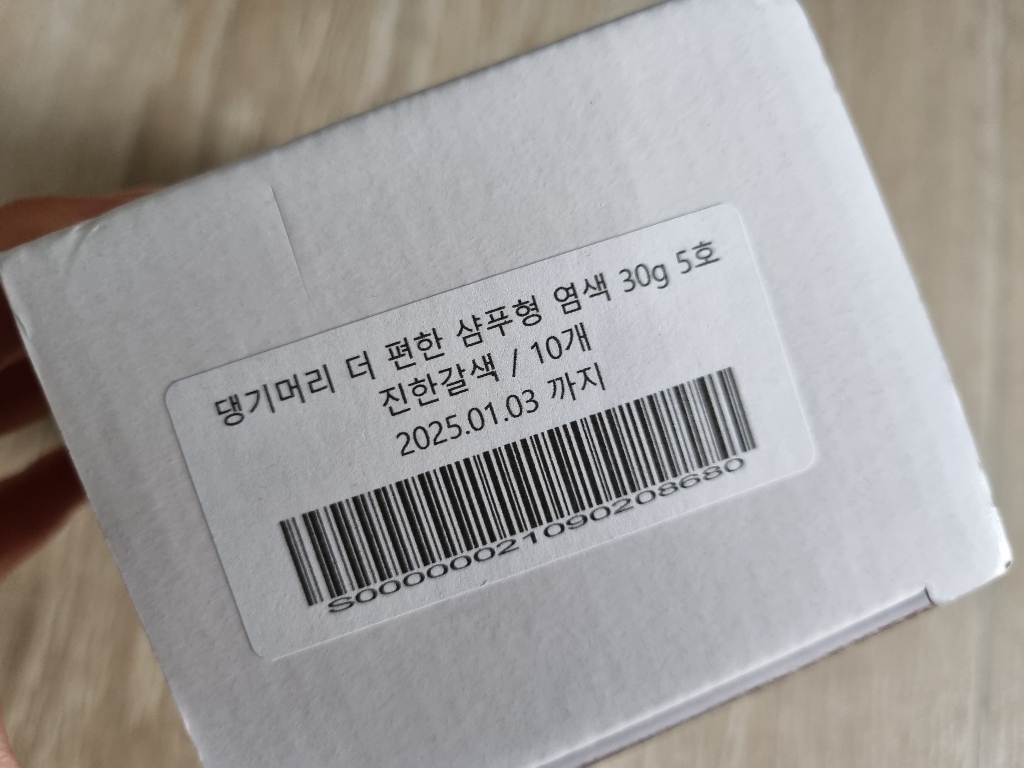 댕기머리 더 편한 샴푸형 염색 30g 5호
진한갈색 / 10개
2025.01.03 까지
S0000021090208680